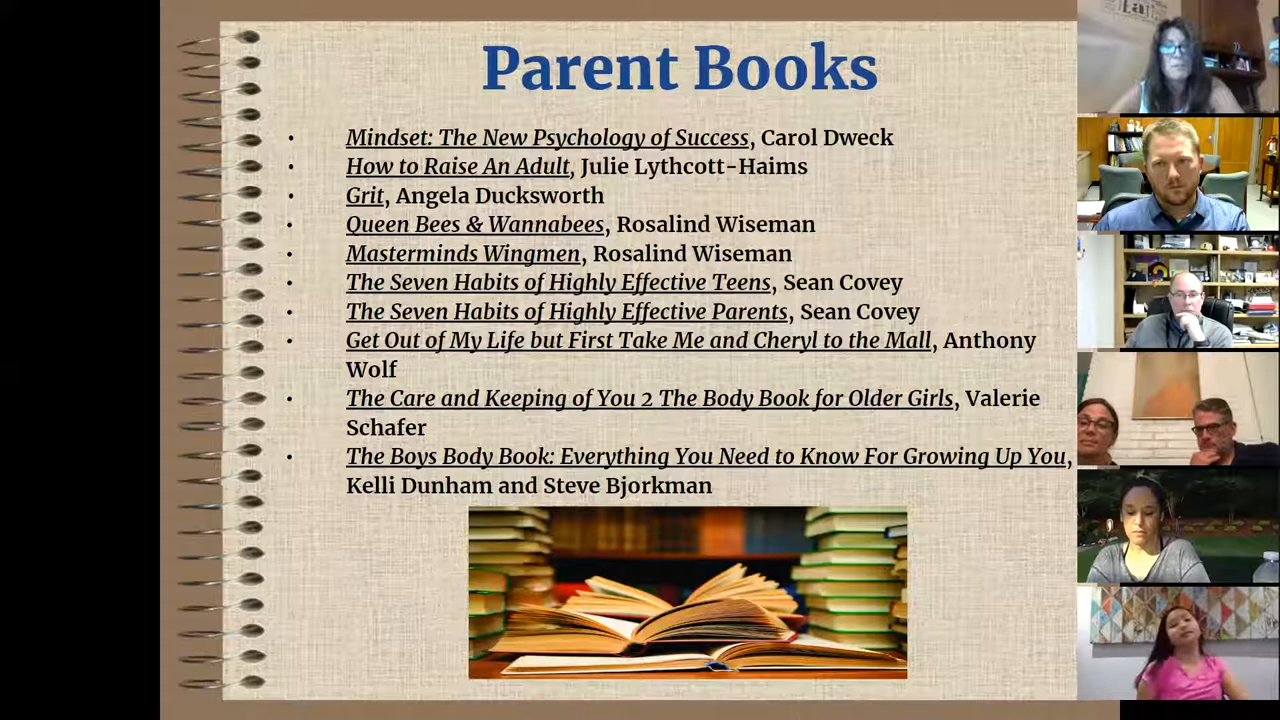 Parent Books
• Mindset: The New Psychology of Success, Carol Dweck
• How to Raise An Adult, Julie Lythcott-Haims
• Grit, Angela Ducksworth
• Queen Bees & Wannabees, Rosalind Wiseman
• Masterminds Wingmen, Rosalind Wiseman
• The Seven Habits of Highly Effective Teens, Sean Covey
• The Seven Habits of Highly Effective Parents, Sean Covey
• Get Out of My Life but First Take Me and Cheryl to the Mall, Anthony
Wolf
• The Care and Keeping of You 2 The Body Book for Older Girls, Valerie
Schafer
• The Boys Body Book: Everything You Need to Know For Growing Up You,
Kelli Dunham and Steve Bjorkman